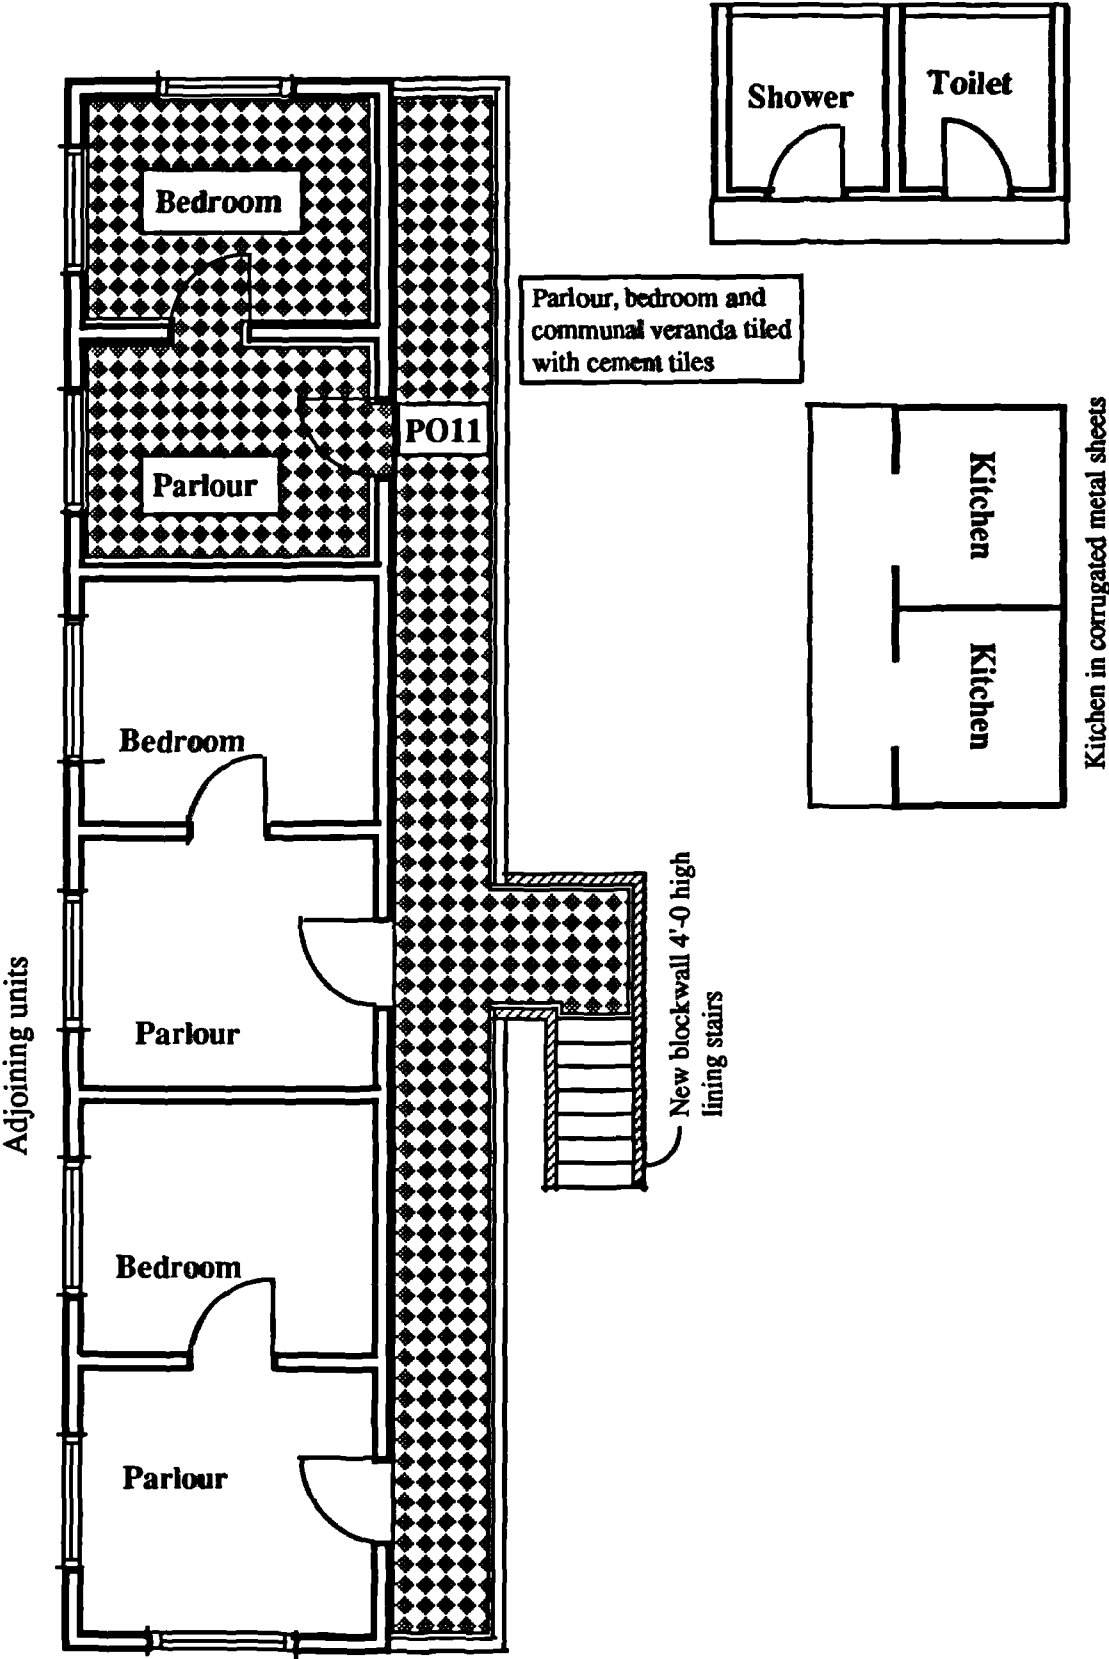 Shower
Toilet
Bedroom
Parlour, bedroom and
communal veranda tiled
with cement tiles
PO11
Parlour
Kitchen
Kitchen
Kitchen in corrugated metal sheets
Bedroom
New blockwall 4'-0 high
lining stairs
Adjoining units
Parlour
Bedroom
Parlour